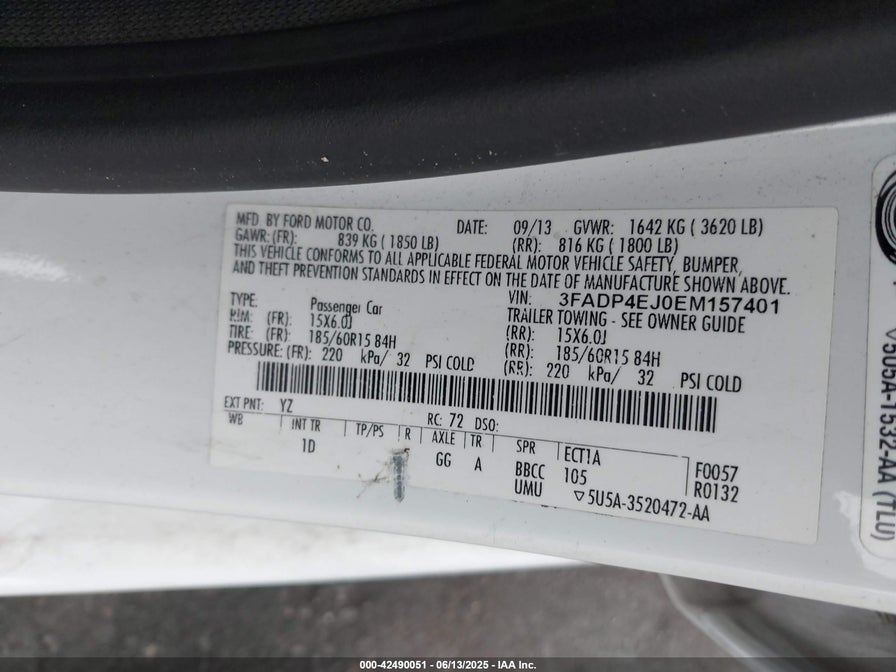 MFD. BY FORD MOTOR CO. DATE: 09/13 GVWR: 1642 KG ( 3620 LB)
GAWR: (FR): 839 KG ( 1850 LB) (RR): 816 KG ( 1800 LB)
THIS VEHICLE CONFORMS TO ALL APPLICABLE FEDERAL MOTOR VEHICLE SAFETY, BUMPER,
AND THEFT PREVENTION STANDARDS IN EFFECT ON THE DATE OF MANUFACTURE SHOWN ABOVE.
VIN: 3FADP4EJ0EM157401
TYPE: Passenger Car TRAILER TOWING - SEE OWNER GUIDE
RIM: (FR): 15X6.0J (RR): 15X6.0J
TIRE: (FR): 185/60R15 84H (RR): 185/60R15 84H
PRESSURE: (FR): 220 kPa/ 32 PSI COLD (RR): 220 kPa/ 32 PSI COLD
EXT PNT: YZ RC: 72 DSO:
WB INT TR TP/PS R AXLE TR SPR ECT1A F0057
1D GG A BBCC 105 R0132
UMU ▽5U5A-3520472-AA
▽5U5A-1532-AA (TLU)
000-42490051 | 06/13/2025 - IAA Inc.